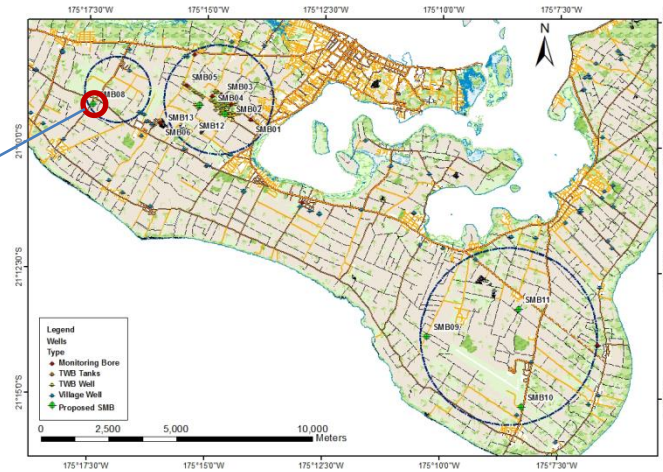 175°17'30"
175°15'0"
175°12'30"
175°10'0"
175°7'30"
N
SMB05
SMB08
SMB03
SMB04
SMB02
SMB13
SMB01
SMB06
SMB12
21°10'0"
21°12'30"
SMB11
SMB09
SMB10
21°15'0"
Legend
Wells
Type
Monitoring Bore
TWB Tanks
TWB Well
Village Well
Proposed SMB
0 2,500 5,000 10,000
Meters
175°17'30"
175°15'0"
175°12'30"
175°10'0"
175°7'30"